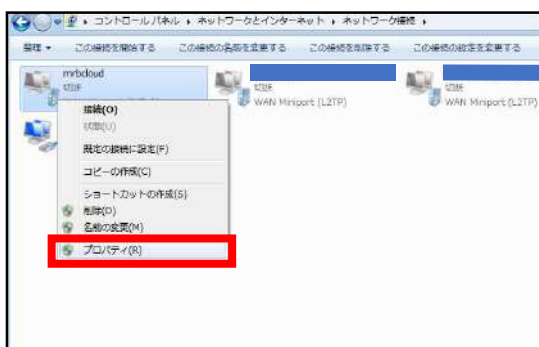 コントロール パネル ▸ ネットワークとインターネット ▸ ネットワーク接続 ▸
整理 ▼ この接続を開始する この接続の名前を変更する この接続を削除する この接続の設定を変更する
mrbcloud
切断
切断
WAN Miniport (L2TP)
切断
WAN Miniport (L2TP)
接続(O)
状態(U)
既定の接続に設定(F)
コピーの作成(C)
ショートカットの作成(S)
削除(D)
名前の変更(M)
プロパティ(R)